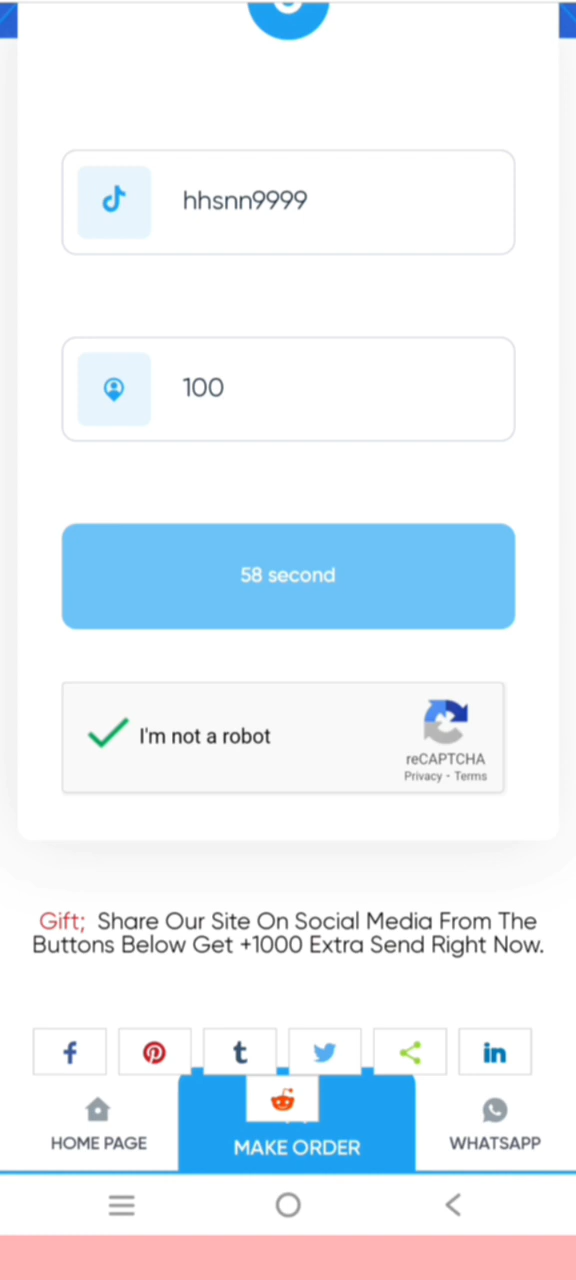 hhsnn9999
100
58 second
I'm not a robot
reCAPTCHA
Privacy - Terms
Gift; Share Our Site On Social Media From The
Buttons Below Get +1000 Extra Send Right Now.
HOME PAGE
MAKE ORDER
WHATSAPP